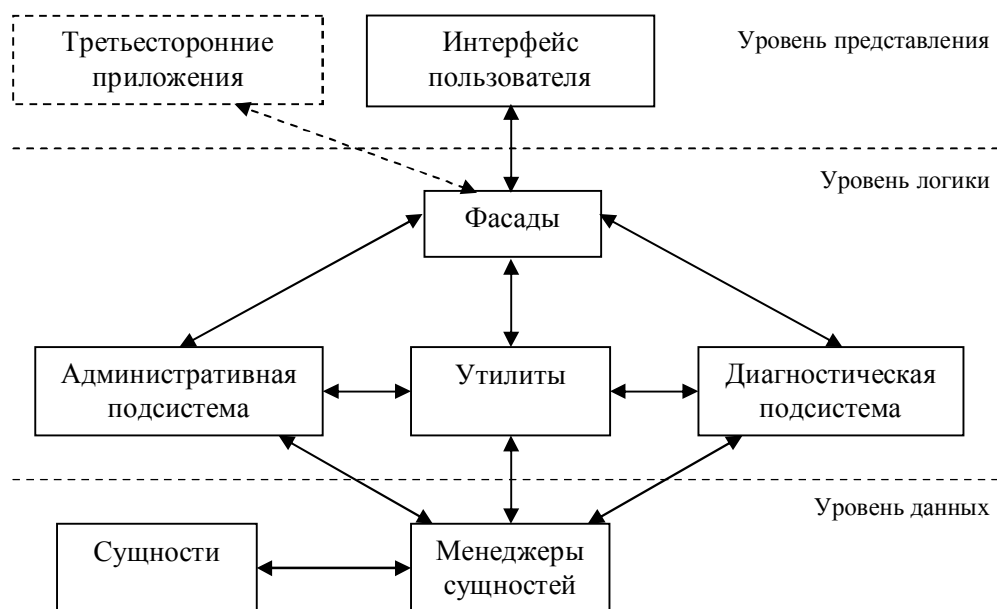 Третьесторонние
приложения
Интерфейс
пользователя
Уровень представления
Уровень логики
Фасады
Административная
подсистема
Утилиты
Диагностическая
подсистема
Уровень данных
Сущности
Менеджеры
сущностей